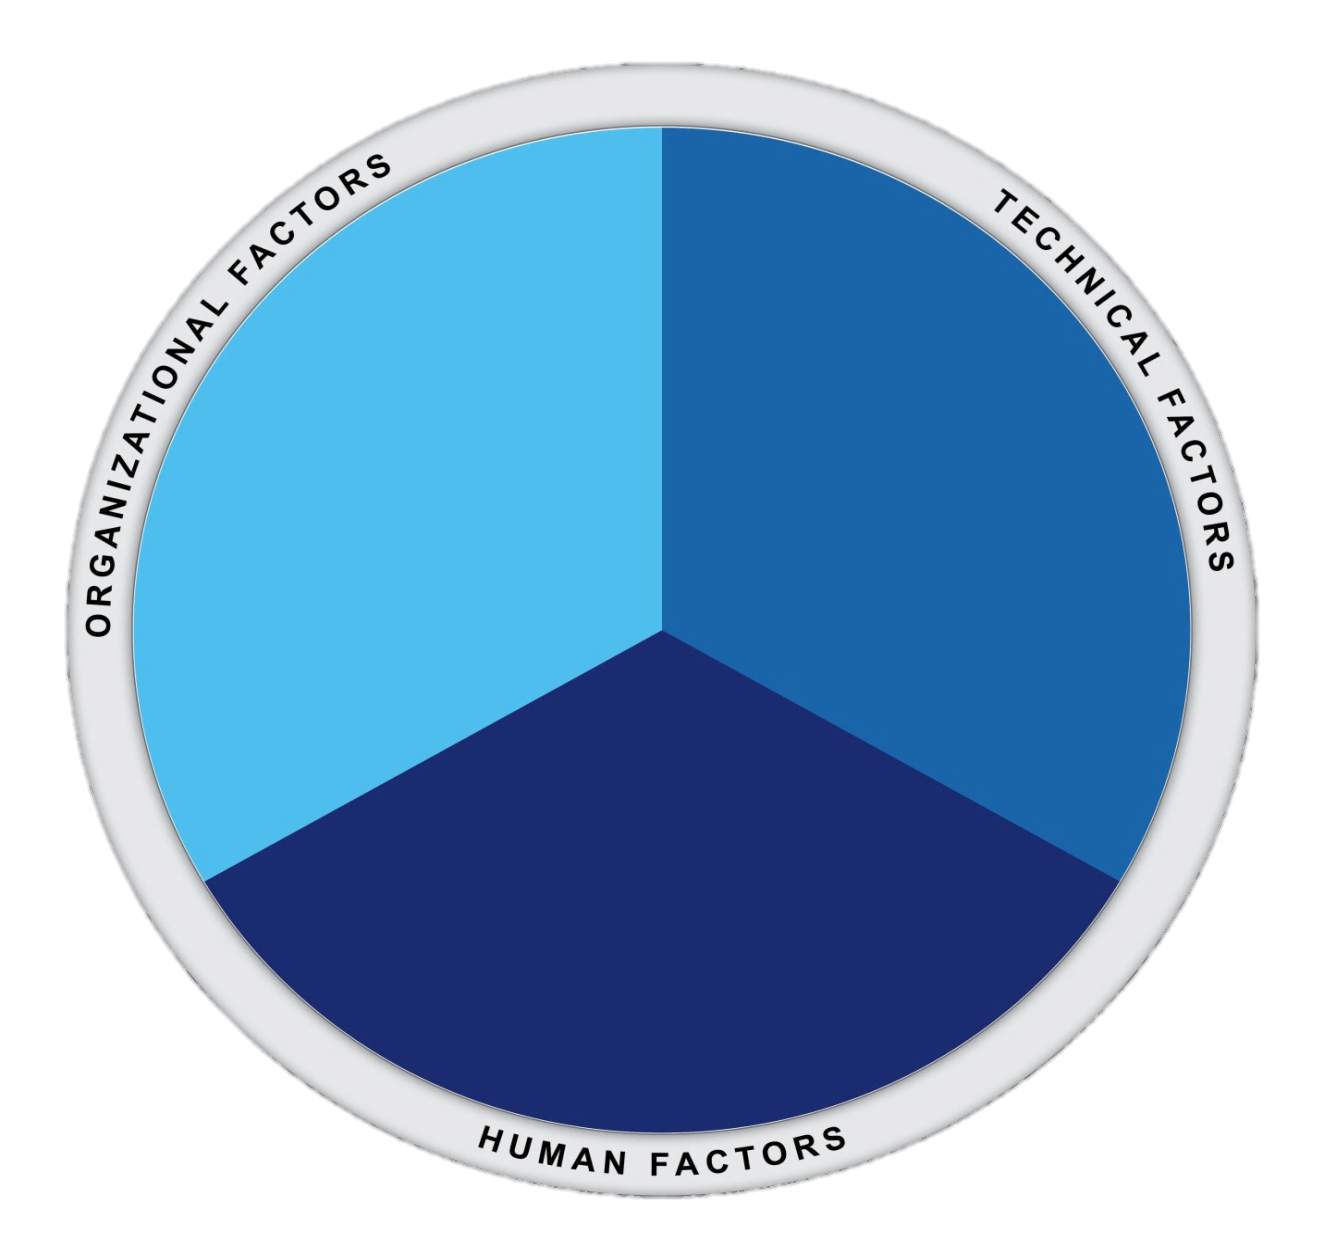 ORGANIZATIONAL FACTORS
TECHNICAL FACTORS
HUMAN FACTORS